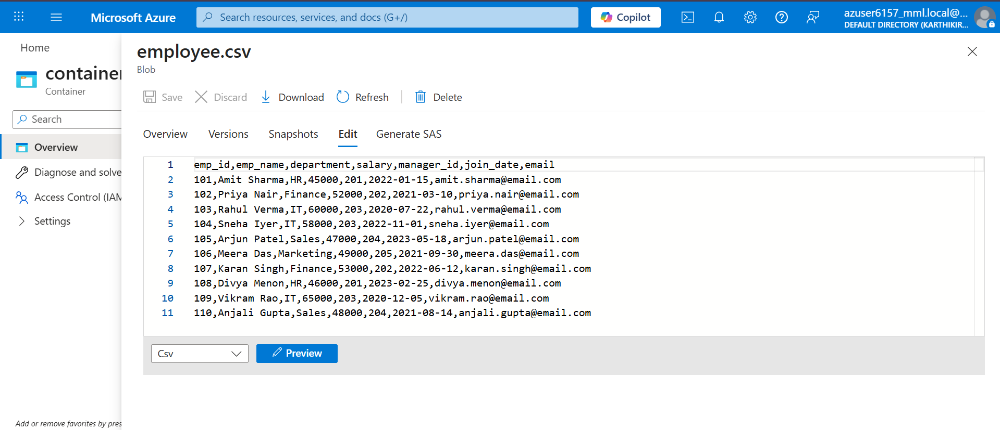 Microsoft Azure
Search resources, services, and docs (G+/)
Copilot
azuser6157_mml.local@...
DEFAULT DIRECTORY (KARTHIKIR...
Home
container
Container
Search
Overview
Diagnose and solve
Access Control (IAM
Settings
Add or remove favorites by pres
employee.csv
Blob
Save
Discard
Download
Refresh
Delete
Overview
Versions
Snapshots
Edit
Generate SAS
1 emp_id,emp_name,department,salary,manager_id,join_date,email
2 101,Amit Sharma,HR,45000,201,2022-01-15,amit.sharma@email.com
3 102,Priya Nair,Finance,52000,202,2021-03-10,priya.nair@email.com
4 103,Rahul Verma,IT,60000,203,2020-07-22,rahul.verma@email.com
5 104,Sneha Iyer,IT,58000,203,2022-11-01,sneha.iyer@email.com
6 105,Arjun Patel,Sales,47000,204,2023-05-18,arjun.patel@email.com
7 106,Meera Das,Marketing,49000,205,2021-09-30,meera.das@email.com
8 107,Karan Singh,Finance,53000,202,2022-06-12,karan.singh@email.com
9 108,Divya Menon,HR,46000,201,2023-02-25,divya.menon@email.com
10 109,Vikram Rao,IT,65000,203,2020-12-05,vikram.rao@email.com
11 110,Anjali Gupta,Sales,48000,204,2021-08-14,anjali.gupta@email.com
Csv
Preview